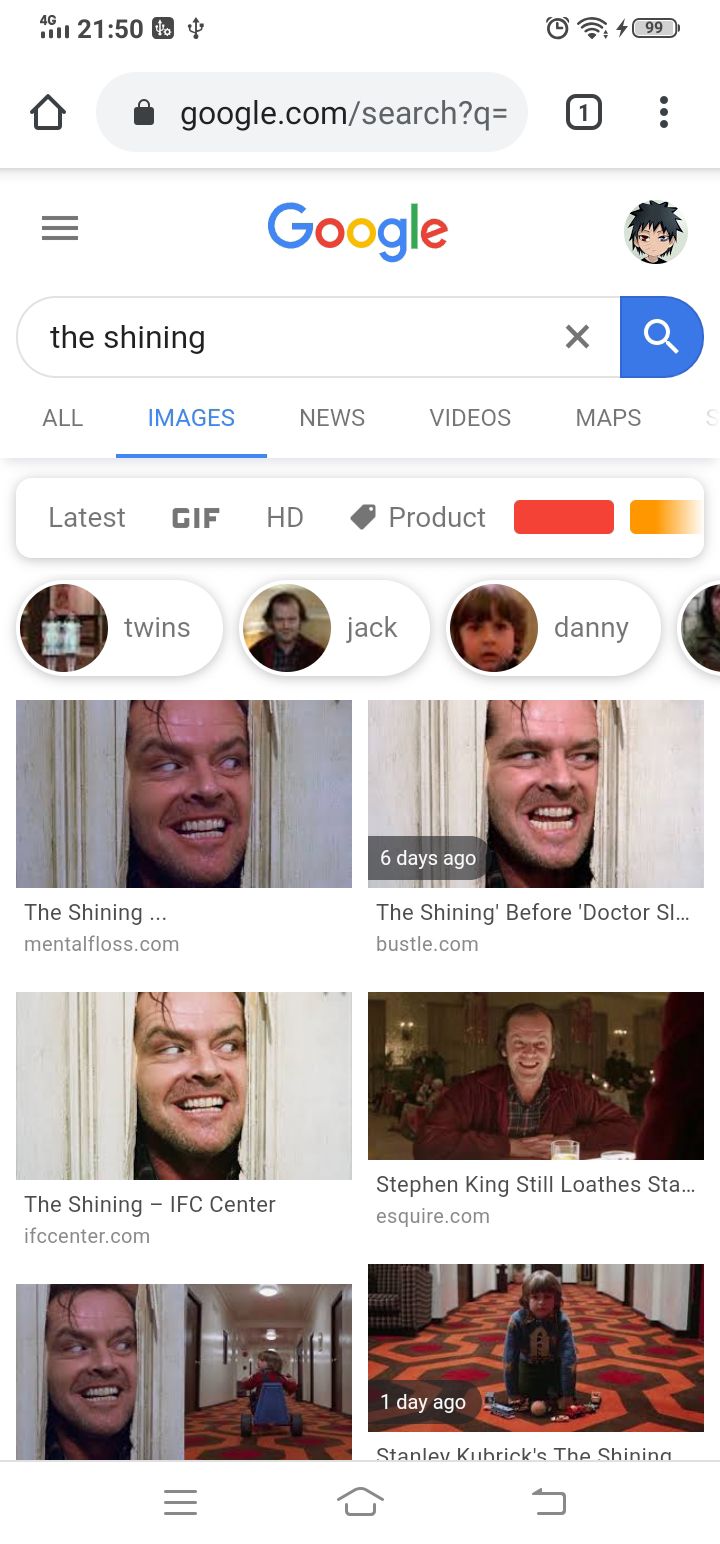 4G 21:50 99
google.com/search?q= 1
Google
the shining
ALL IMAGES NEWS VIDEOS MAPS S
Latest GIF HD Product
twins jack danny
6 days ago
The Shining ...
mentalfloss.com
The Shining' Before 'Doctor Sl...
bustle.com
The Shining – IFC Center
ifccenter.com
Stephen King Still Loathes Sta...
esquire.com
1 day ago
Stanley Kubrick's The Shining